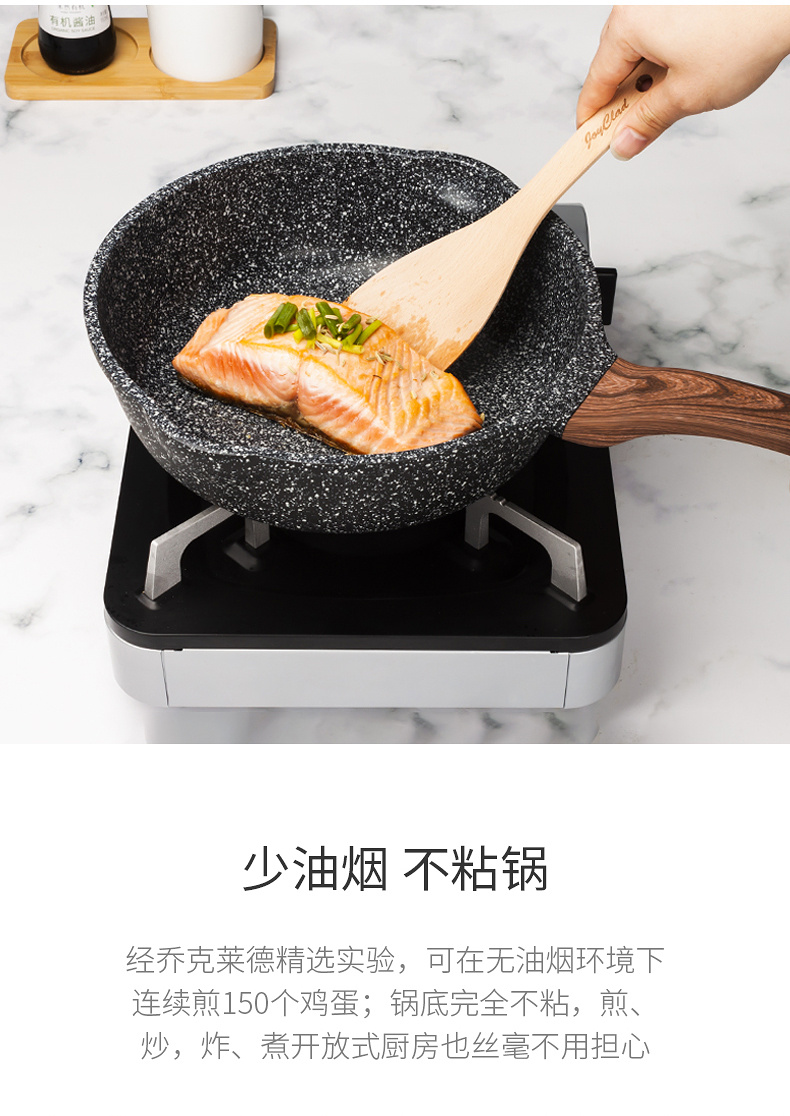 有机酱油
JoyClad
少油烟 不粘锅
经乔克莱德精选实验，可在无油烟环境下
连续煎150个鸡蛋；锅底完全不粘，煎、
炒，炸、煮开放式厨房也丝毫不用担心